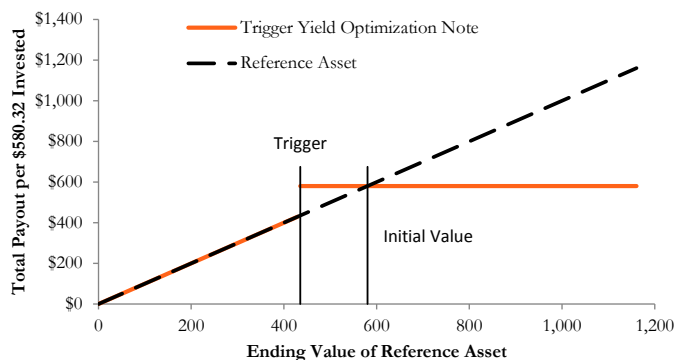 $1,400
$1,200
$1,000
$800
$600
$400
$200
$0
Total Payout per $580.32 Invested
Trigger Yield Optimization Note
Reference Asset
Trigger
Initial Value
0
200
400
600
800
1,000
1,200
Ending Value of Reference Asset